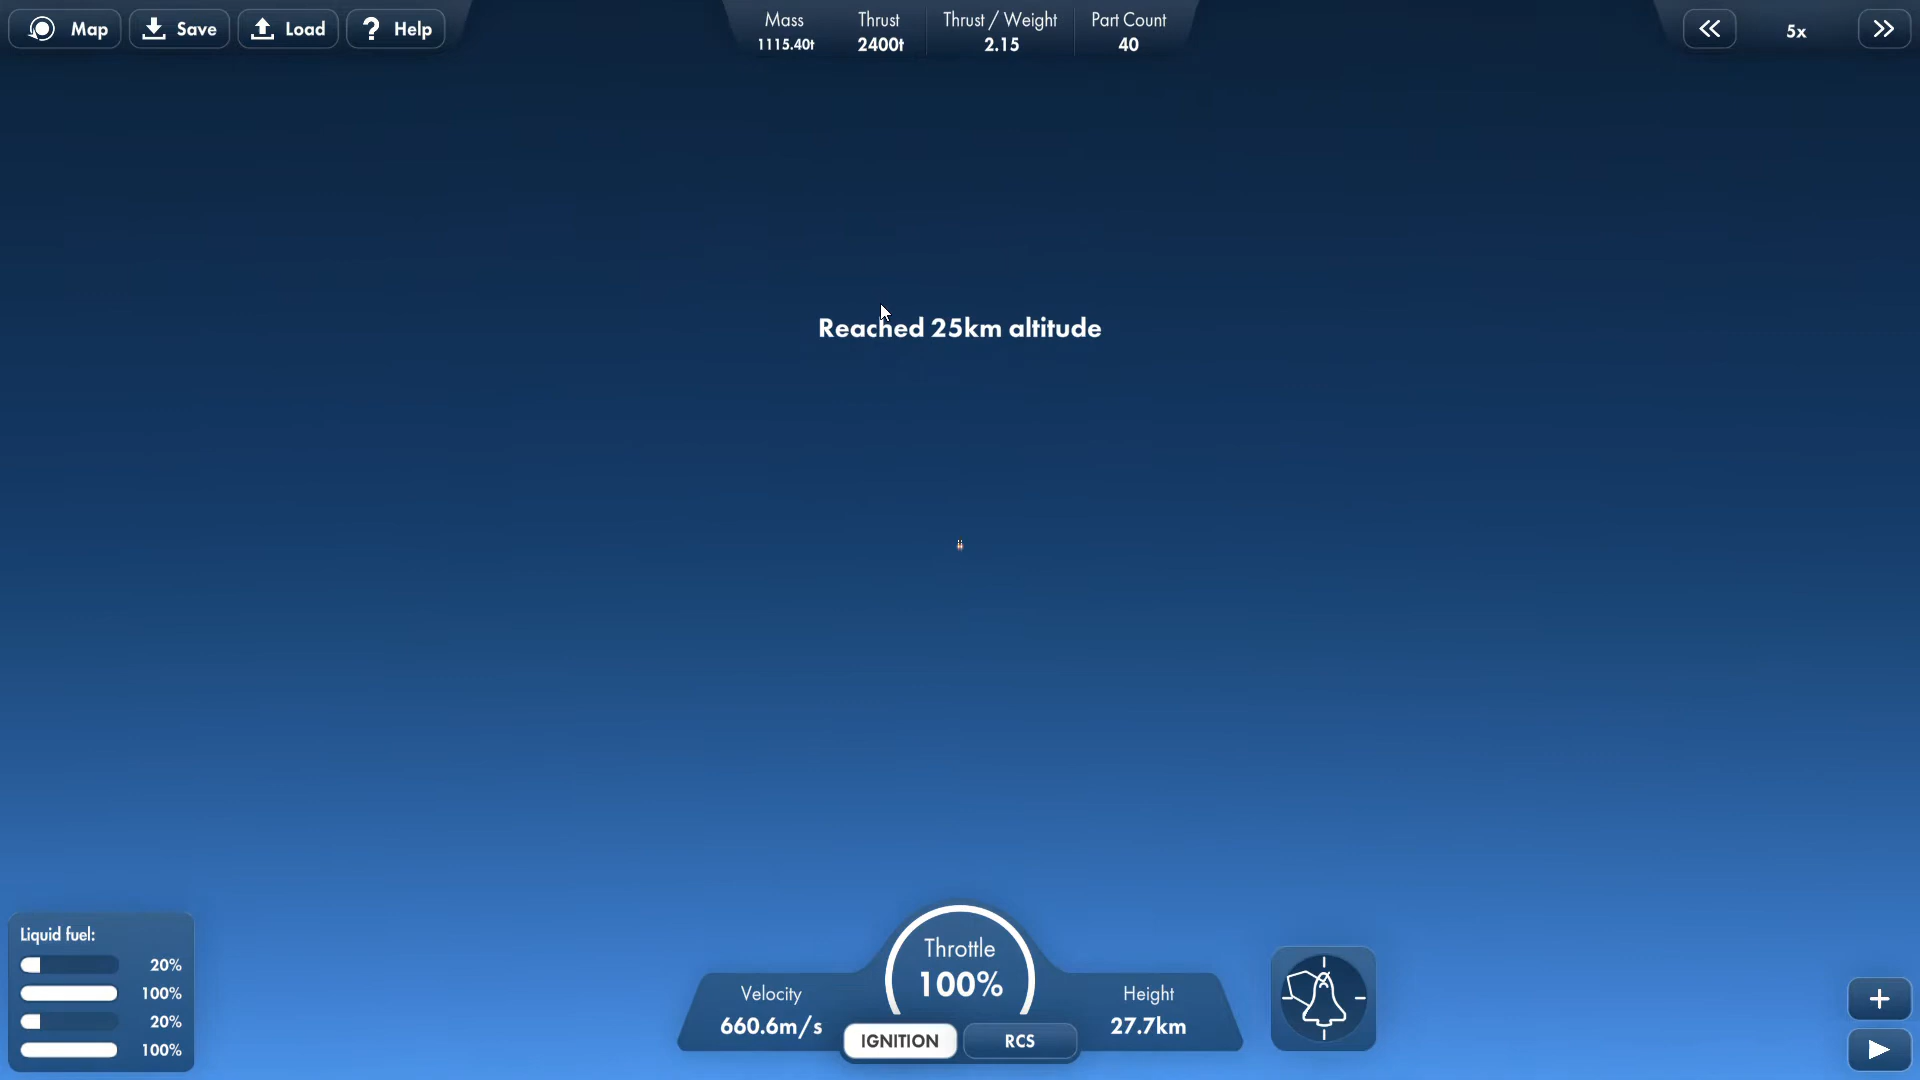 Map
Save
Load
? Help
Mass
1115.40t
Thrust
2400t
Thrust / Weight
2.15
Part Count
40
5x
Reached 25km altitude
Liquid fuel:
20%
100%
20%
100%
Throttle
100%
Velocity
660.6m/s
Height
27.7km
IGNITION
RCS